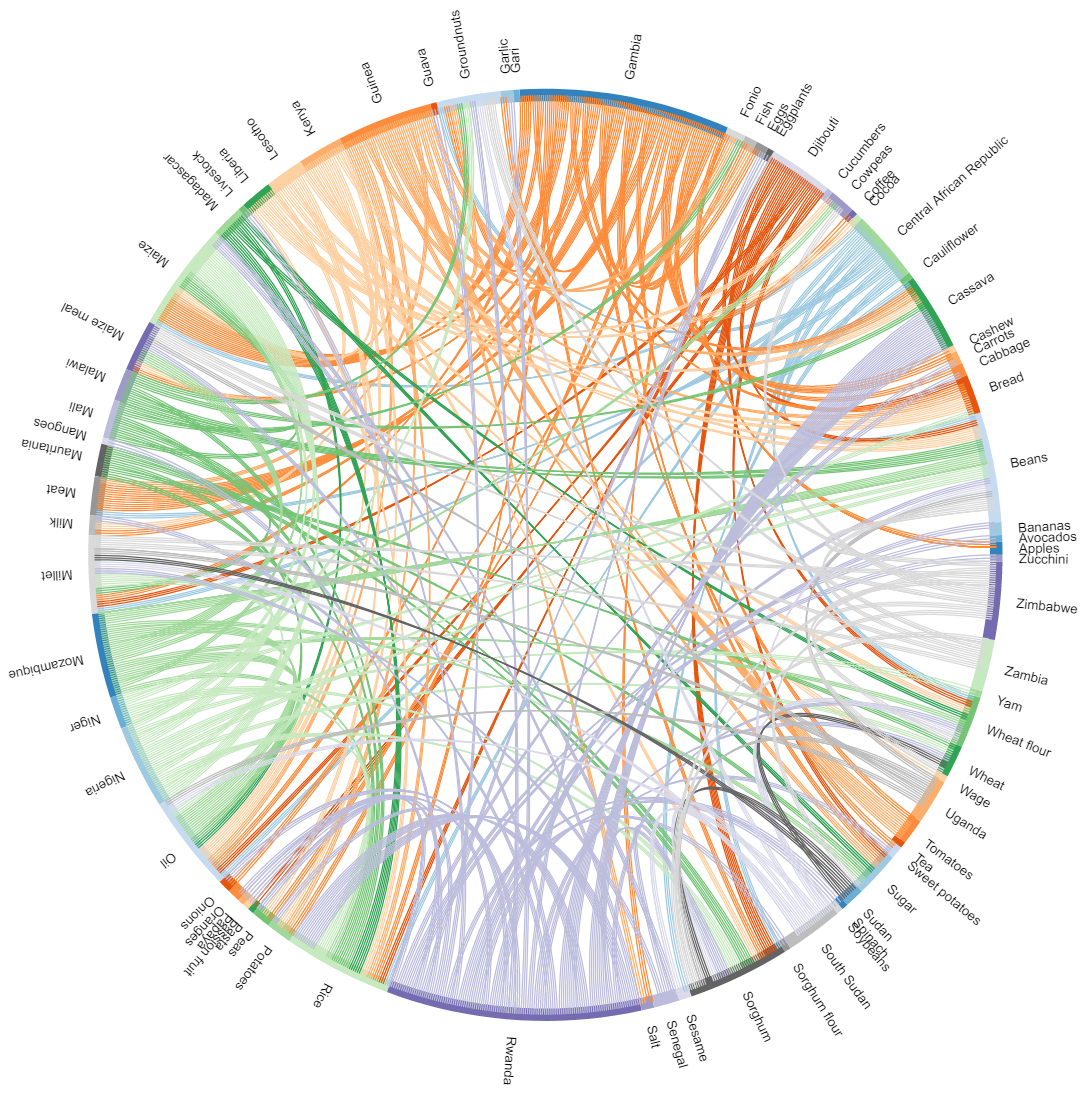 Gambia
Fonio
Fish
Eggs
Eggplants
Djibouti
Cucumbers
Cowpeas
Coffee
Cocoa
Central African Republic
Cauliflower
Cassava
Cashew
Carrots
Cabbage
Bread
Beans
Bananas
Avocados
Apples
Zucchini
Zimbabwe
Zambia
Yam
Wheat flour
Wheat
Wage
Uganda
Tomatoes
Tea
Sweet potatoes
Sugar
Sudan
Spinach
Soybeans
South Sudan
Sorghum flour
Sorghum
Sesame
Senegal
Salt
Rwanda
Rice
Potatoes
Peas
Pasta
Papaya
Oranges
Onions
Oil
Nigeria
Niger
Mozambique
Millet
Milk
Meat
Mauritania
Mangoes
Mali
Malawi
Maize meal
Maize
Madagascar
Livestock
Liberia
Lesotho
Kenya
Guinea
Guava
Groundnuts
Garlic
Gari